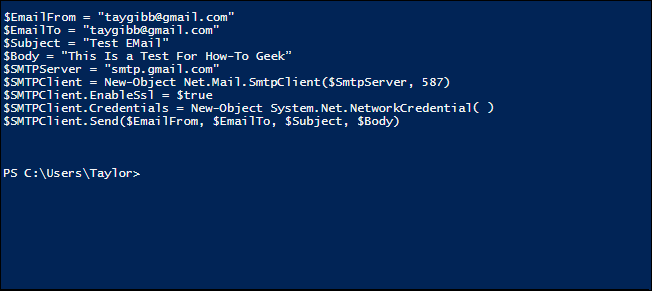 $EmailFrom = "taygibb@gmail.com"
$EmailTo = "taygibb@gmail.com"
$Subject = "Test EMail"
$Body = "This Is a Test For How-To Geek"
$SMTPServer = "smtp.gmail.com"
$SMTPClient = New-Object Net.Mail.SmtpClient($SmtpServer, 587)
$SMTPClient.EnableSsl = $true
$SMTPClient.Credentials = New-Object System.Net.NetworkCredential( )
$SMTPClient.Send($EmailFrom, $EmailTo, $Subject, $Body)
PS C:\Users\Taylor>